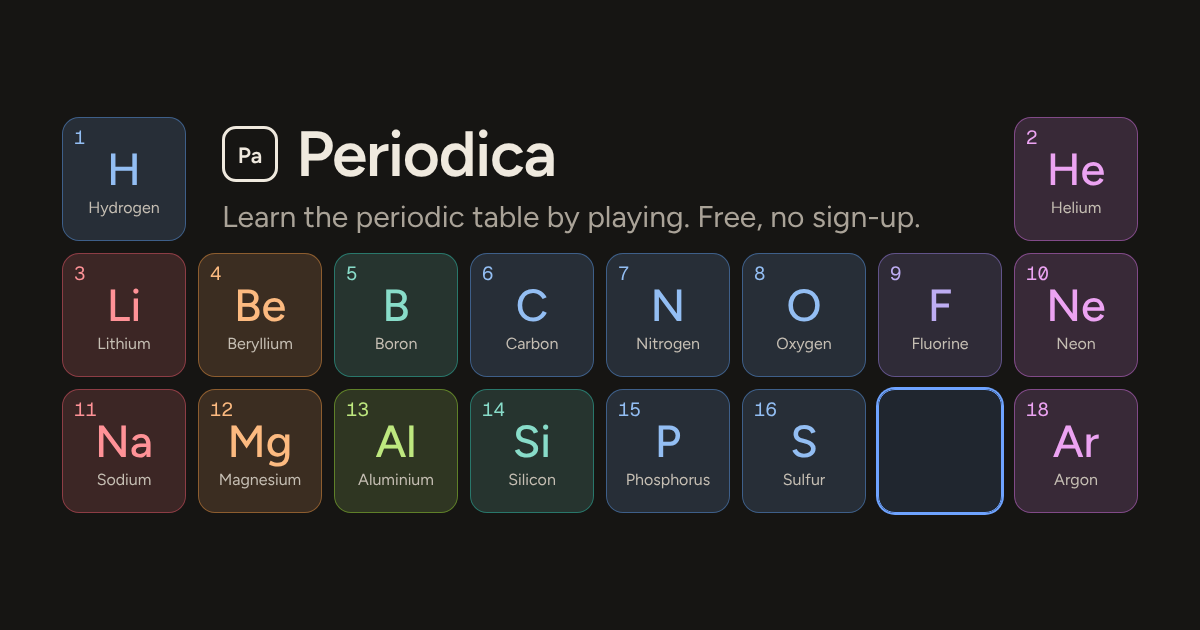 1
H
Hydrogen
Pa
Periodica
Learn the periodic table by playing. Free, no sign-up.
2
He
Helium
3
Li
Lithium
4
Be
Beryllium
5
B
Boron
6
C
Carbon
7
N
Nitrogen
8
O
Oxygen
9
F
Fluorine
10
Ne
Neon
11
Na
Sodium
12
Mg
Magnesium
13
Al
Aluminium
14
Si
Silicon
15
P
Phosphorus
16
S
Sulfur
18
Ar
Argon